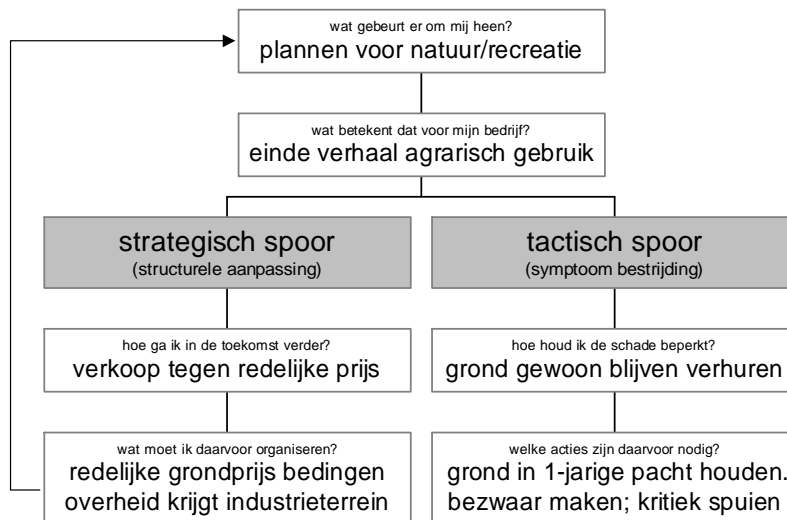 wat gebeurt er om mij heen?
plannen voor natuur/recreatie
wat betekent dat voor mijn bedrijf?
einde verhaal agrarisch gebruik
strategisch spoor
(structurele aanpassing)
tactisch spoor
(symptoom bestrijding)
hoe ga ik in de toekomst verder?
verkoop tegen redelijke prijs
hoe houd ik de schade beperkt?
grond gewoon blijven verhuren
wat moet ik daarvoor organiseren?
redelijke grondprijs bedingen
overheid krijgt industrieterrein
welke acties zijn daarvoor nodig?
grond in 1-jarige pacht houden.
bezwaar maken; kritiek spuien